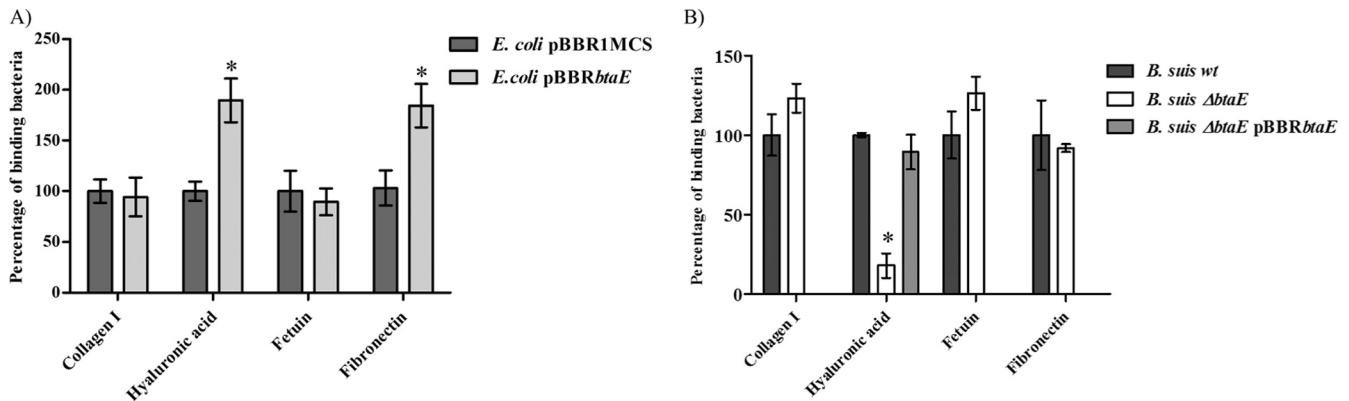 A)
Percentage of binding bacteria
250
200
150
100
50
0
*
*
Collagen I
Hyaluronic acid
Fetuin
Fibronectin
E. coli pBBR1MCS
E.coli pBBRbtaE
B)
Percentage of binding bacteria
150
100
50
0
*
Collagen I
Hyaluronic acid
Fetuin
Fibronectin
B. suis wt
B. suis ΔbtaE
B. suis ΔbtaE pBBRbtaE